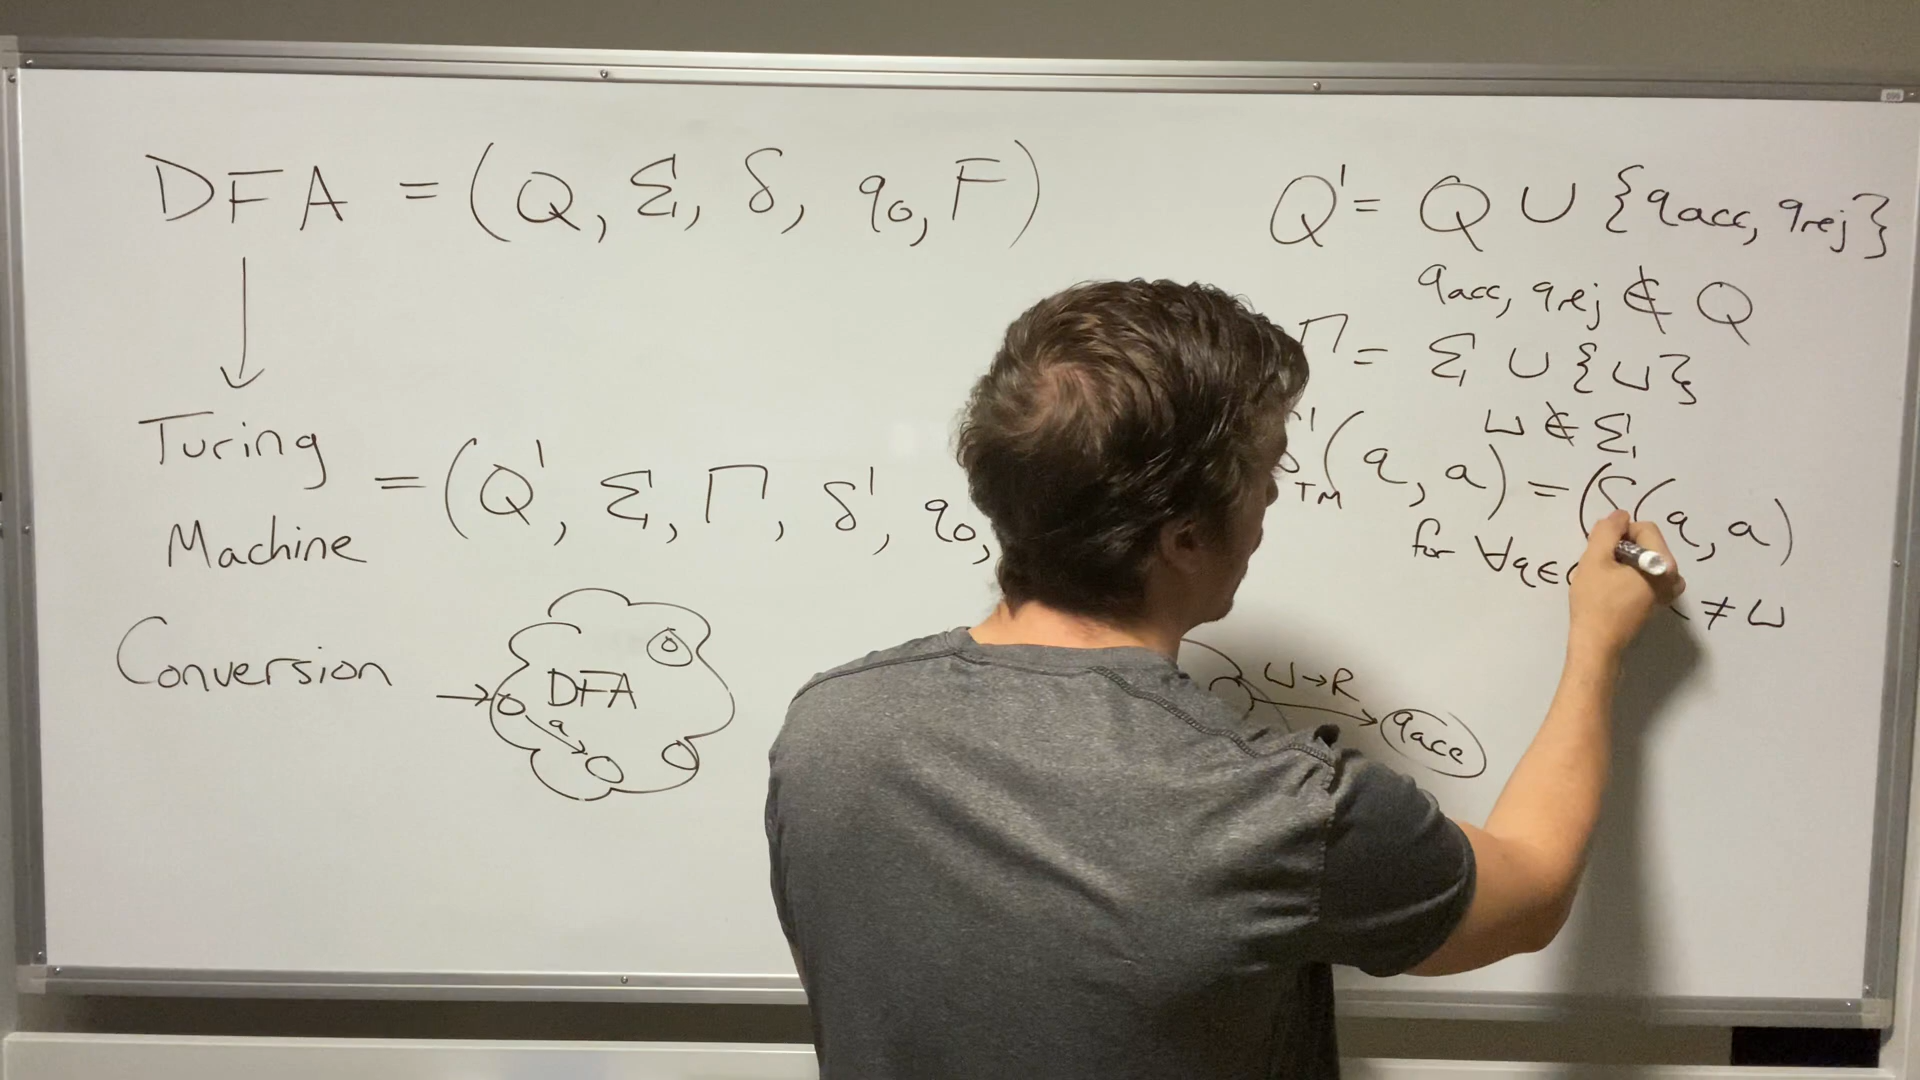 DFA = (Q, Σ, δ, q₀, F)
Turing
Machine
= (Q', Σ, Γ, δ', q₀,
Conversion
DFA
a
⊔→R
qacc
Q' = Q ∪ {qacc, qrej}
qacc, qrej ∉ Q
Γ = Σ ∪ {⊔}
⊔ ∉ Σ
δ'TM (q, a) = (δ(q, a)
for ∀q∈
≠ ⊔